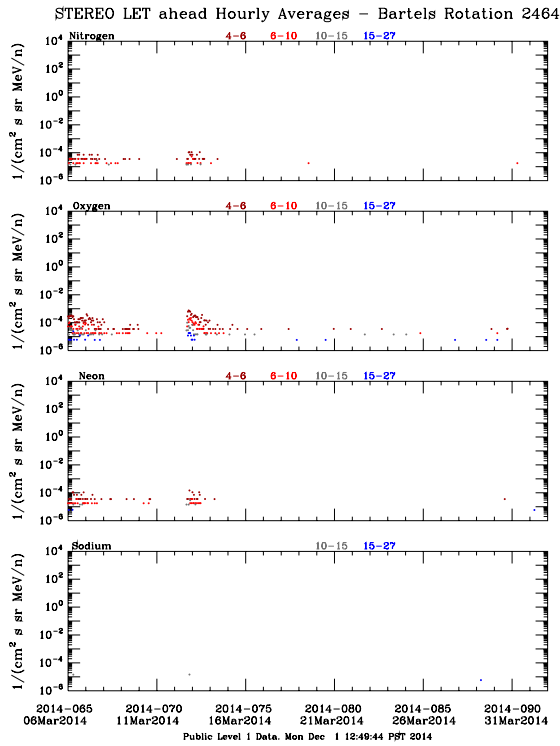 STEREO LET ahead Hourly Averages - Bartels Rotation 2464
Nitrogen 4-6 6-10 10-15 15-27
10^4
10^2
10^0
10^-2
10^-4
10^-6
1/(cm^2 s sr MeV/n)
Oxygen 4-6 6-10 10-15 15-27
10^4
10^2
10^0
10^-2
10^-4
10^-6
1/(cm^2 s sr MeV/n)
Neon 4-6 6-10 10-15 15-27
10^4
10^2
10^0
10^-2
10^-4
10^-6
1/(cm^2 s sr MeV/n)
Sodium 10-15 15-27
10^4
10^2
10^0
10^-2
10^-4
10^-6
1/(cm^2 s sr MeV/n)
2014-065 2014-070 2014-075 2014-080 2014-085 2014-090
06Mar2014 11Mar2014 16Mar2014 21Mar2014 26Mar2014 31Mar2014
Public Level 1 Data, Mon Dec 1 12:49:44 PST 2014